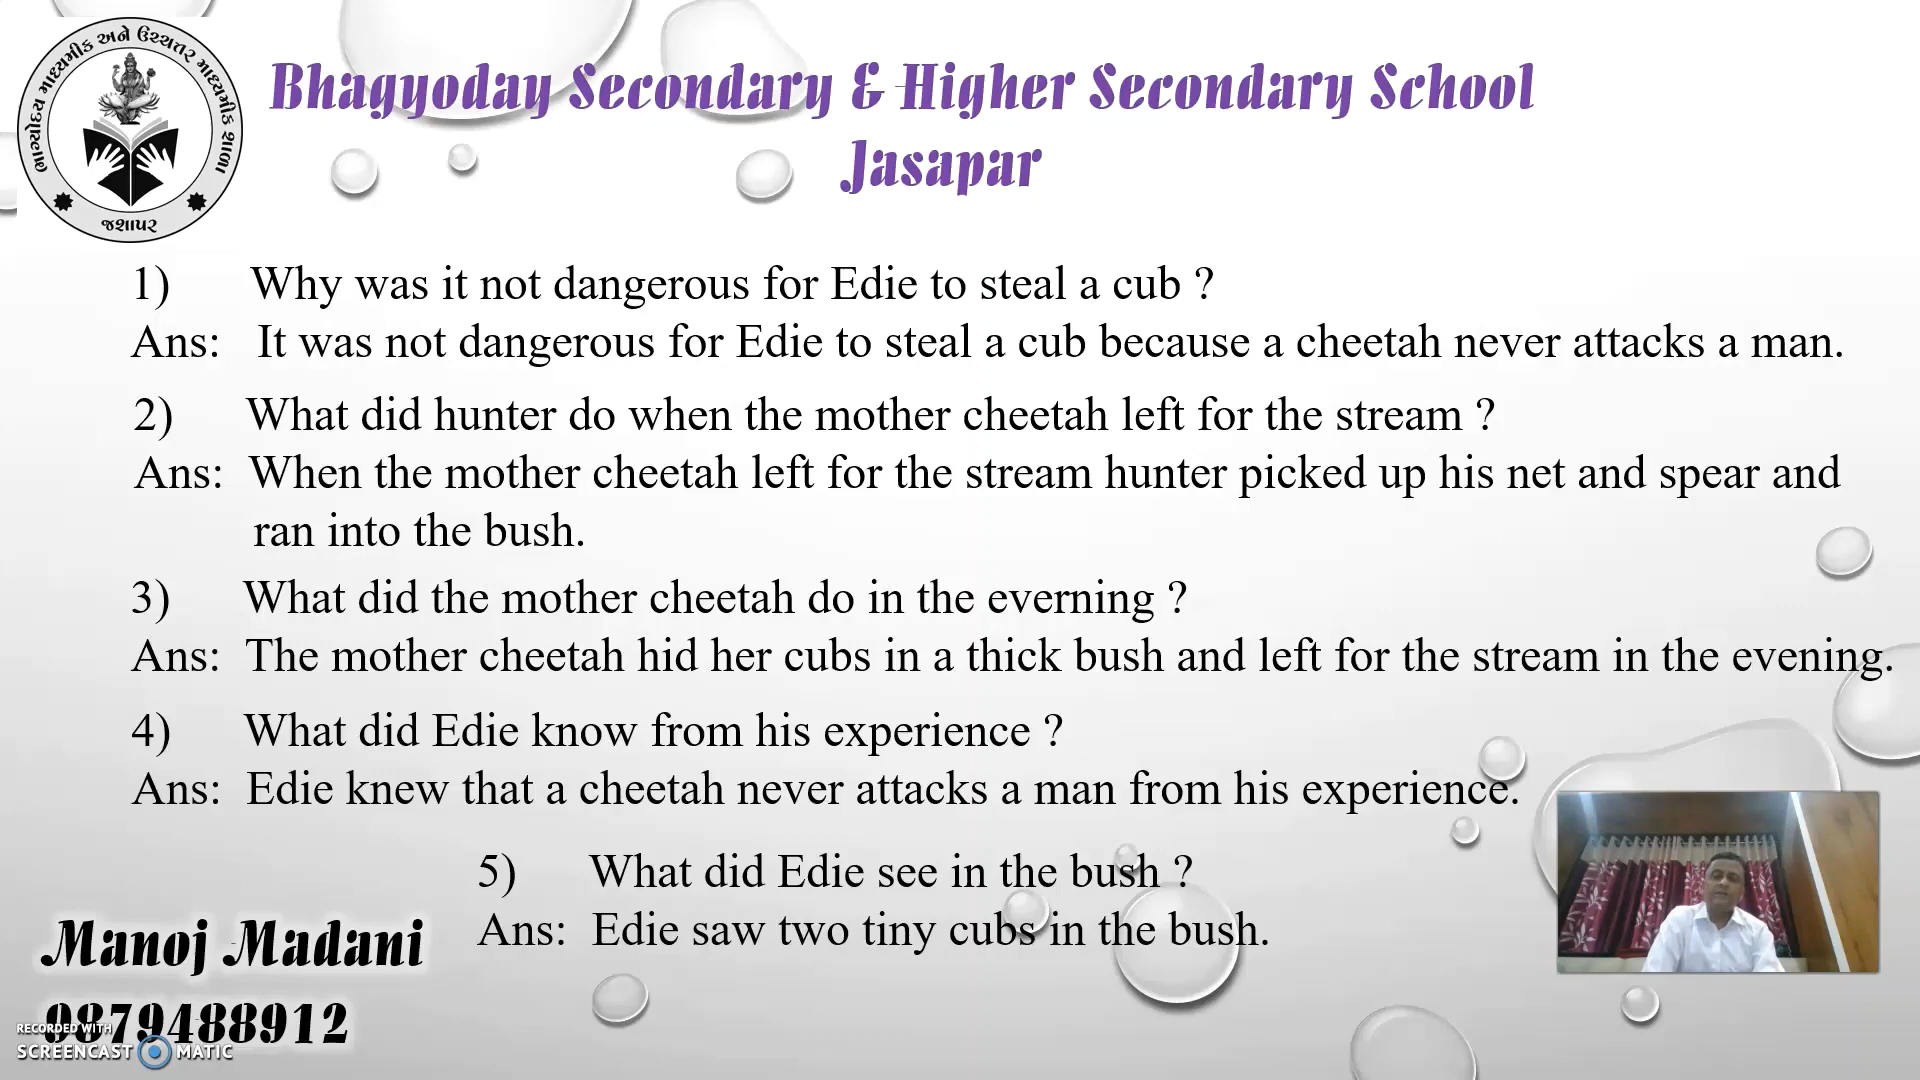 ભાગ્યોદય માધ્યમીક અને ઉચ્ચતર માધ્યમીક શાળા
જશાપર
Bhagyoday Secondary & Higher Secondary School
Jasapar
1) Why was it not dangerous for Edie to steal a cub ?
Ans: It was not dangerous for Edie to steal a cub because a cheetah never attacks a man.
2) What did hunter do when the mother cheetah left for the stream ?
Ans: When the mother cheetah left for the stream hunter picked up his net and spear and
ran into the bush.
3) What did the mother cheetah do in the everning ?
Ans: The mother cheetah hid her cubs in a thick bush and left for the stream in the evening.
4) What did Edie know from his experience ?
Ans: Edie knew that a cheetah never attacks a man from his experience.
5) What did Edie see in the bush ?
Ans: Edie saw two tiny cubs in the bush.
Manoj Madani
9879488912
RECORDED WITH
SCREENCAST MATIC